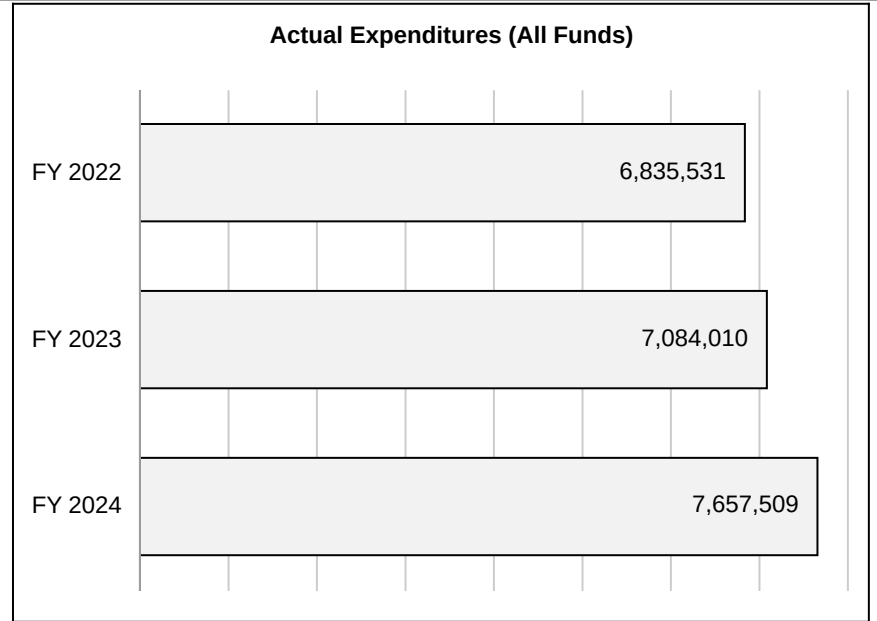 Actual Expenditures (All Funds)
FY 2022
6,835,531
FY 2023
7,084,010
FY 2024
7,657,509